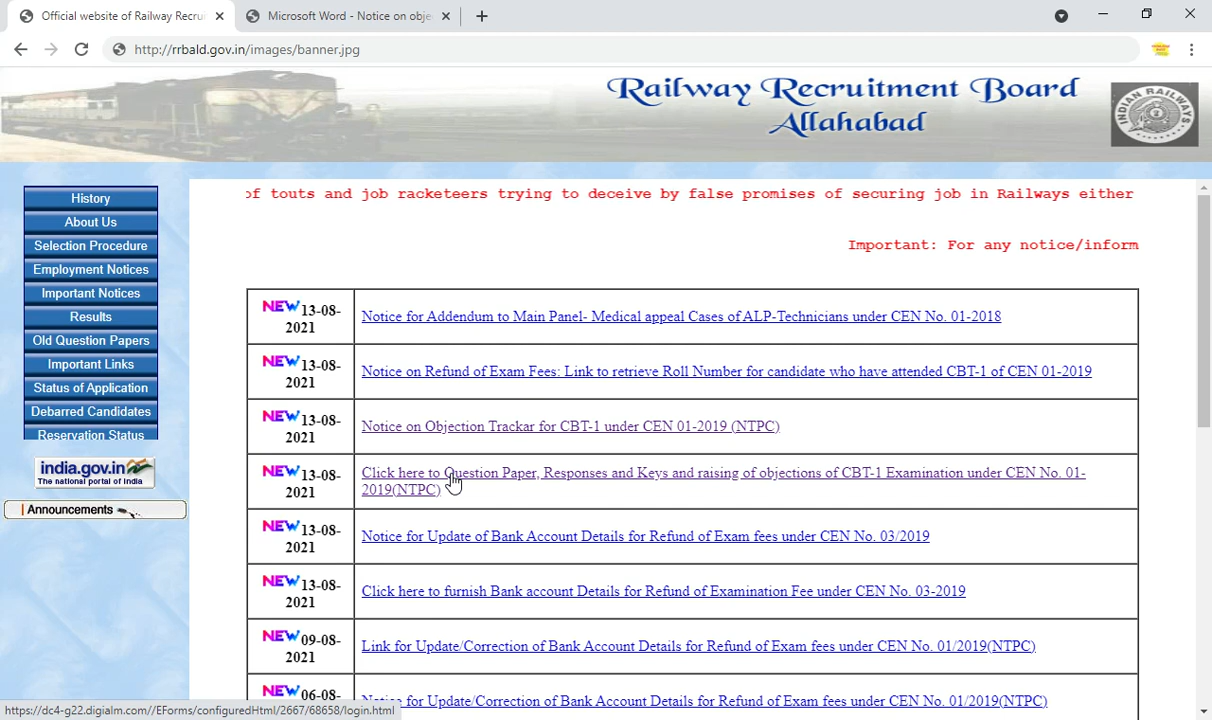 Official website of Railway Recrui
Microsoft Word - Notice on obje
http://rrbald.gov.in/images/banner.jpg
Railway Recruitment Board
Allahabad
INDIAN RAILWAYS
History
About Us
Selection Procedure
Employment Notices
Important Notices
Results
Old Question Papers
Important Links
Status of Application
Debarred Candidates
Reservation Status
india.gov.in
The national portal of India
Announcements
of touts and job racketeers trying to deceive by false promises of securing job in Railways either
Important: For any notice/inform
NEW 13-08-
2021
Notice for Addendum to Main Panel- Medical appeal Cases of ALP-Technicians under CEN No. 01-2018
NEW 13-08-
2021
Notice on Refund of Exam Fees: Link to retrieve Roll Number for candidate who have attended CBT-1 of CEN 01-2019
NEW 13-08-
2021
Notice on Objection Trackar for CBT-1 under CEN 01-2019 (NTPC)
NEW 13-08-
2021
Click here to Question Paper, Responses and Keys and raising of objections of CBT-1 Examination under CEN No. 01-
2019(NTPC)
NEW 13-08-
2021
Notice for Update of Bank Account Details for Refund of Exam fees under CEN No. 03/2019
NEW 13-08-
2021
Click here to furnish Bank account Details for Refund of Examination Fee under CEN No. 03-2019
NEW 09-08-
2021
Link for Update/Correction of Bank Account Details for Refund of Exam fees under CEN No. 01/2019(NTPC)
NEW 06-08-
Notice for Update/Correction of Bank Account Details for Refund of Exam fees under CEN No. 01/2019(NTPC)
https://dc4-g22.digialm.com//EForms/configuredHtml/2667/68658/login.html